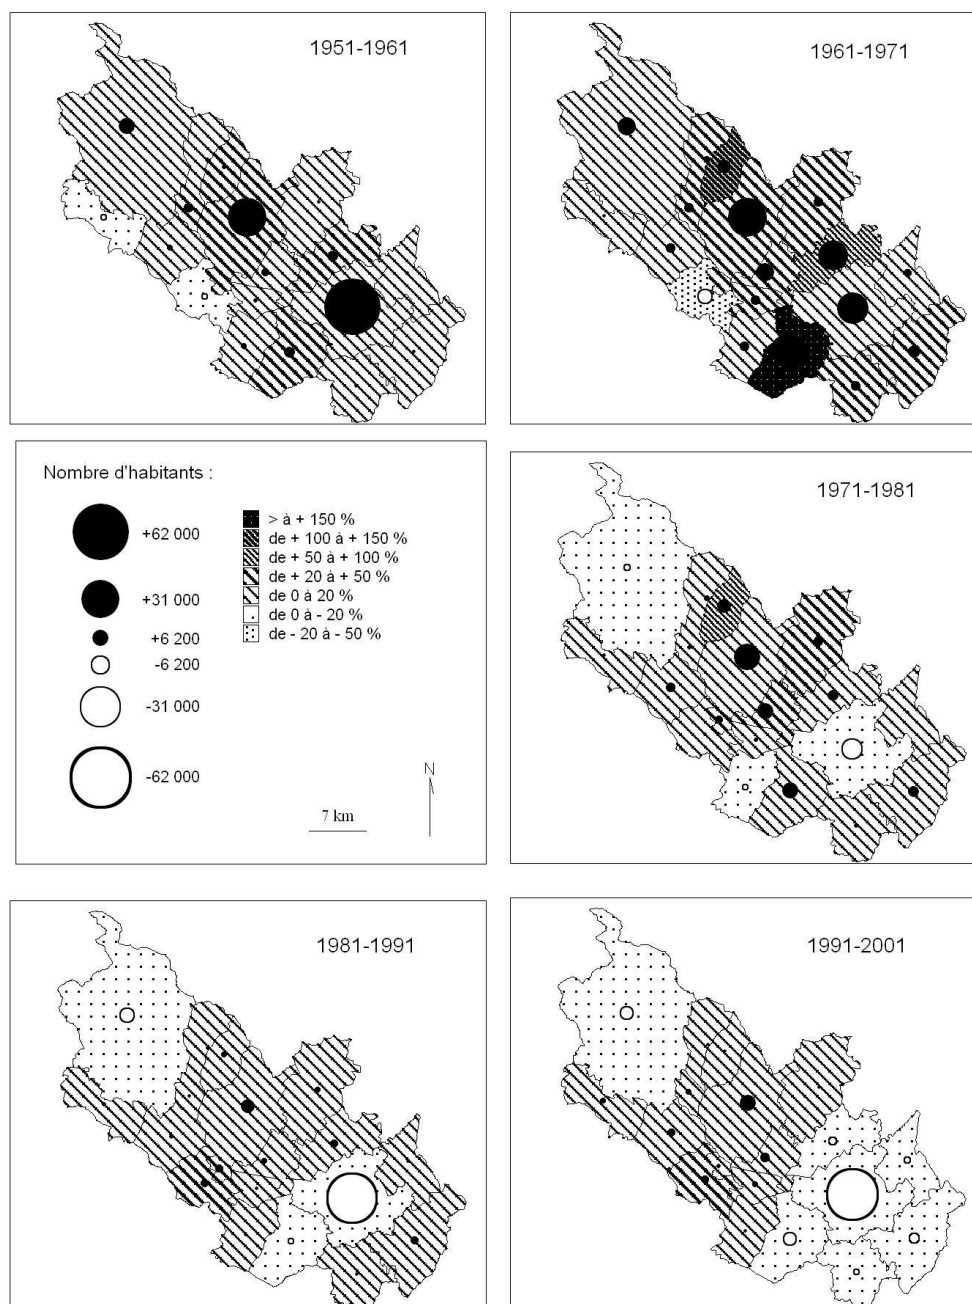 1951-1961
1961-1971
Nombre d'habitants :
+62 000
+31 000
+6 200
-6 200
-31 000
-62 000
> à + 150 %
de + 100 à + 150 %
de + 50 à + 100 %
de + 20 à + 50 %
de 0 à 20 %
de 0 à - 20 %
de - 20 à - 50 %
7 km
N
1971-1981
1981-1991
1991-2001